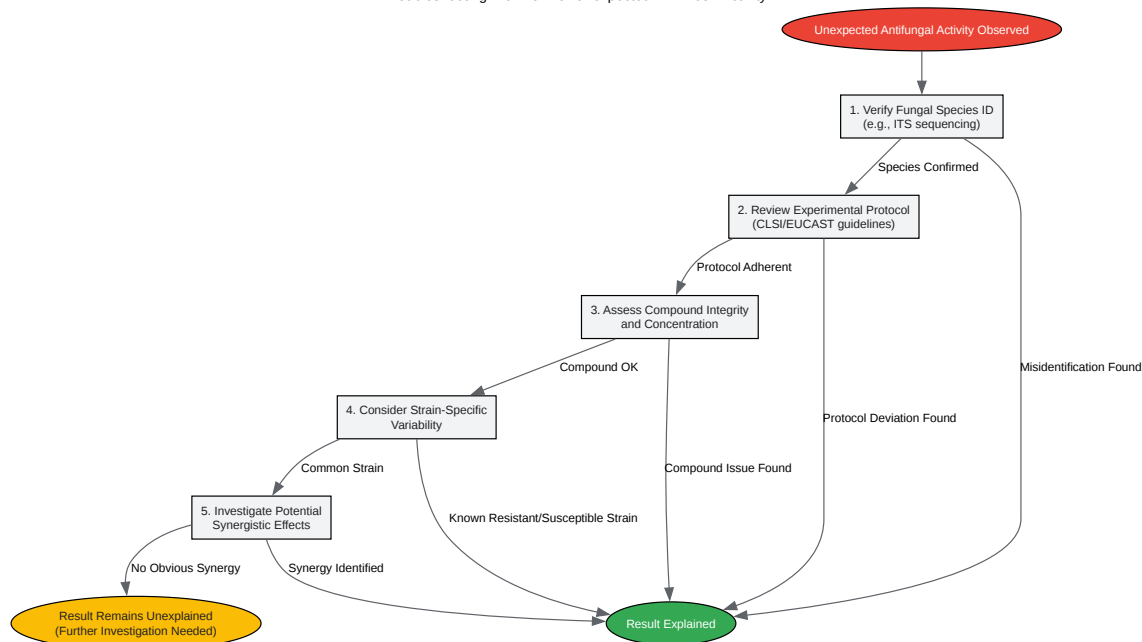 Unexpected Antifungal Activity Observed
1. Verify Fungal Species ID
(e.g., ITS sequencing)
Species Confirmed
2. Review Experimental Protocol
(CLSI/EUCAST guidelines)
Protocol Adherent
3. Assess Compound Integrity
and Concentration
Compound OK
Misidentification Found
4. Consider Strain-Specific
Variability
Protocol Deviation Found
Common Strain
Compound Issue Found
5. Investigate Potential
Synergistic Effects
Known Resistant/Susceptible Strain
No Obvious Synergy
Synergy Identified
Result Remains Unexplained
(Further Investigation Needed)
Result Explained